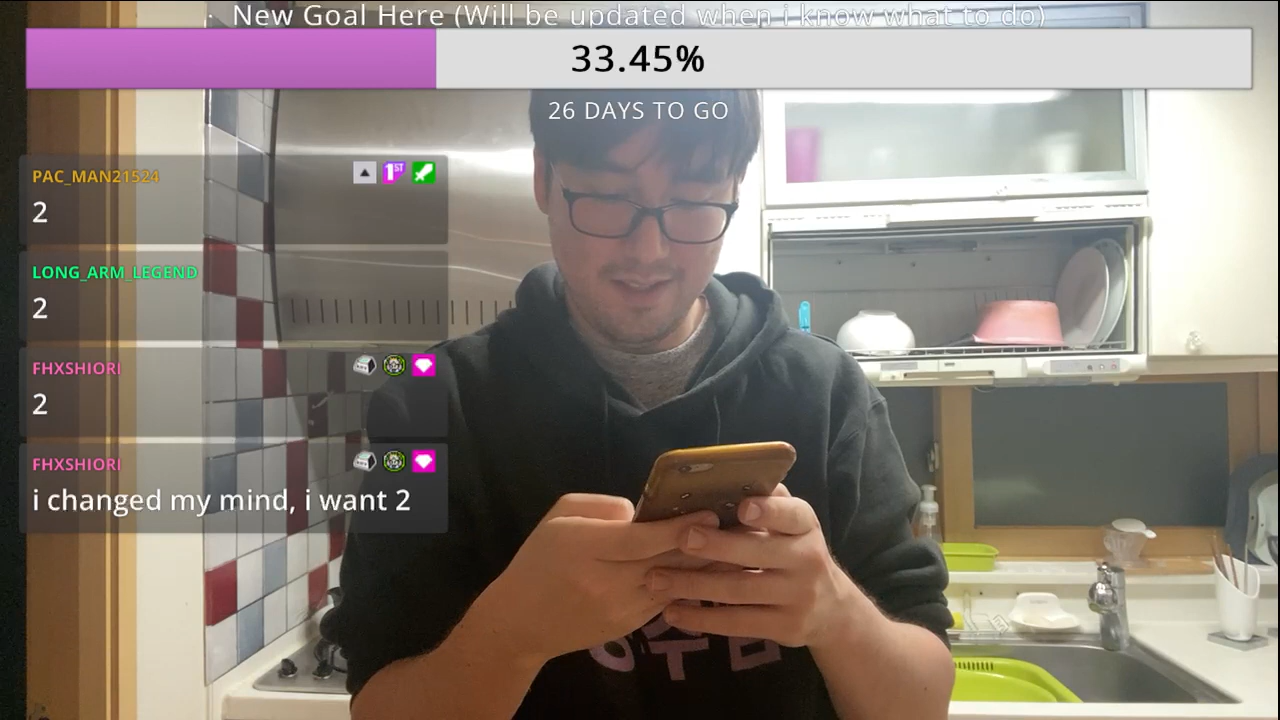 New Goal Here (Will be updated when i know what to do)
33.45%
26 DAYS TO GO
PAC_MAN21524
1ST
2
LONG_ARM_LEGEND
2
FHXSHIORI
2
FHXSHIORI
i changed my mind, i want 2